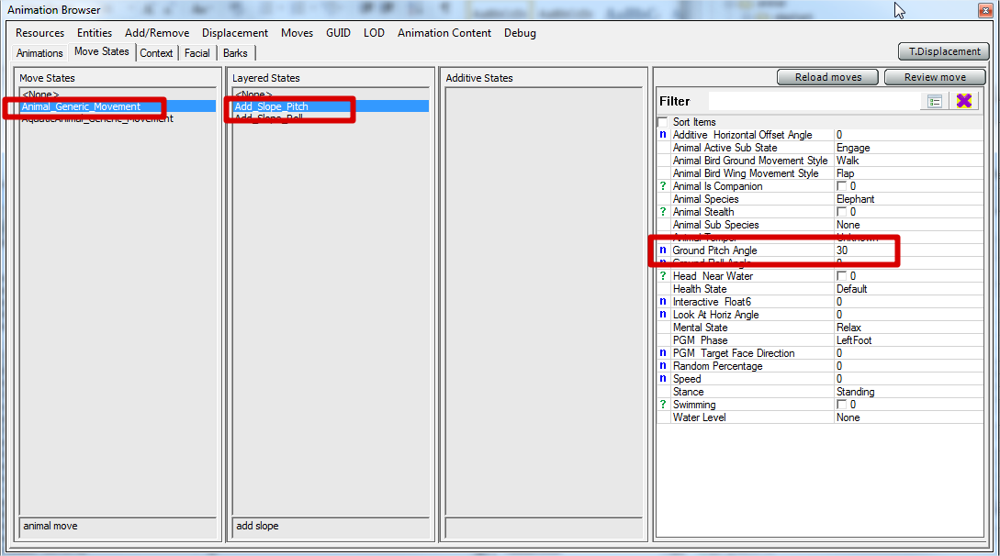 Animation Browser
Resources Entities Add/Remove Displacement Moves GUID LOD Animation Content Debug
Animations Move States Context Facial Barks T.Displacement
Move States
<None>
Animal_Generic_Movement
AquaticAnimal_Generic_Movement
animal move
Layered States
<None>
Add_Slope_Pitch
Add_Slope_Roll
add slope
Additive States
Reload moves Review move
Filter
Sort Items
n Additive Horizontal Offset Angle 0
Animal Active Sub State Engage
Animal Bird Ground Movement Style Walk
Animal Bird Wing Movement Style Flap
? Animal Is Companion 0
Animal Species Elephant
? Animal Stealth 0
Animal Sub Species None
Animal Temper Unknown
n Ground Pitch Angle 30
n Ground Roll Angle 0
? Head Near Water 0
Health State Default
n Interactive Float6 0
n Look At Horiz Angle 0
Mental State Relax
PGM Phase LeftFoot
n PGM Target Face Direction 0
n Random Percentage 0
n Speed 0
Stance Standing
? Swimming 0
Water Level None